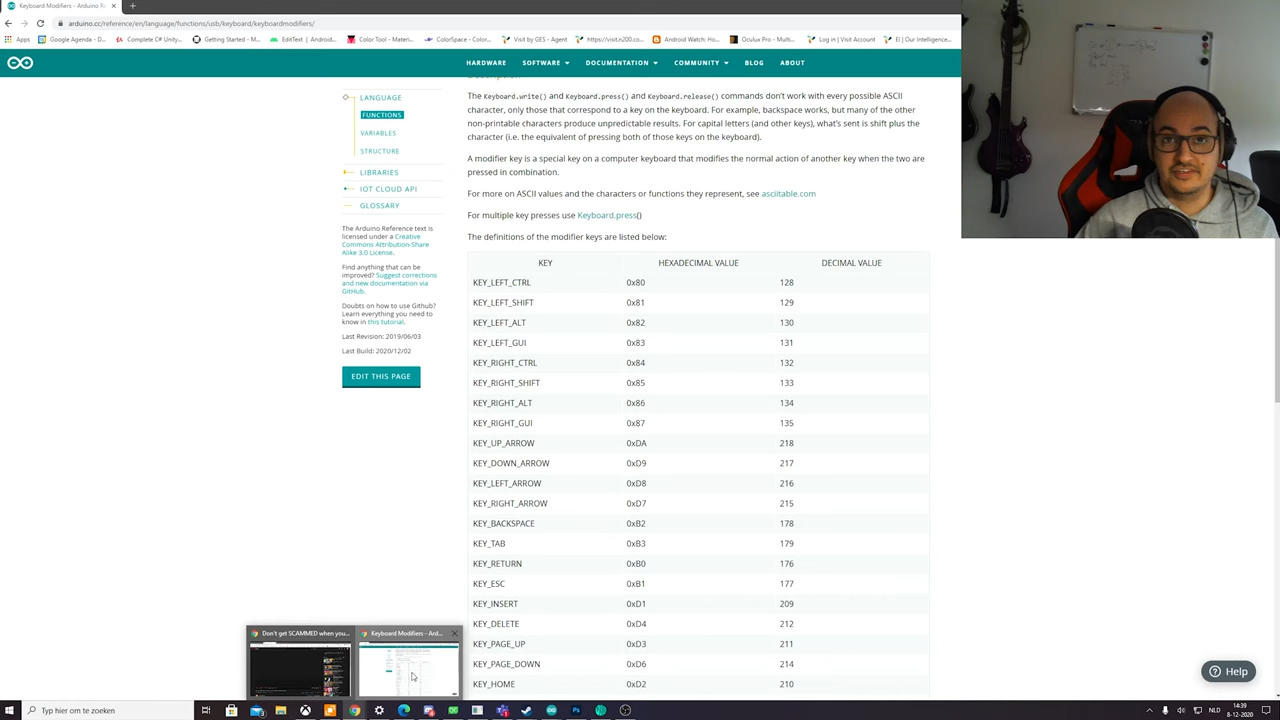 Keyboard Modifiers - Arduino R
arduino.cc/reference/en/language/functions/usb/keyboard/keyboardmodifiers/
Apps
Google Agenda - D...
Complete C# Unity...
Getting Started - M...
EditText | Android...
Color Tool - Materi...
ColorSpace - Color...
Visit by GES - Agent
https://visit.n200.co...
Android Watch: Ho...
Oculux Pro - Multi...
Log in | Visit Account
EI | Our Intelligence...
HARDWARE
SOFTWARE
DOCUMENTATION
COMMUNITY
BLOG
ABOUT
LANGUAGE
FUNCTIONS
VARIABLES
STRUCTURE
LIBRARIES
IOT CLOUD API
GLOSSARY
The Arduino Reference text is
licensed under a Creative
Commons Attribution-Share
Alike 3.0 License.
Find anything that can be
improved? Suggest corrections
and new documentation via
GitHub.
Doubts on how to use Github?
Learn everything you need to
know in this tutorial.
Last Revision: 2019/06/03
Last Build: 2020/12/02
EDIT THIS PAGE
Description
The Keyboard.write() and Keyboard.press() and Keyboard.release() commands don't work with every possible ASCII
character, only those that correspond to a key on the keyboard. For example, backspace works, but many of the other
non-printable characters produce unpredictable results. For capital letters (and other keys), what's sent is shift plus the
character (i.e. the equivalent of pressing both of those keys on the keyboard).
A modifier key is a special key on a computer keyboard that modifies the normal action of another key when the two are
pressed in combination.
For more on ASCII values and the characters or functions they represent, see asciitable.com
For multiple key presses use Keyboard.press()
The definitions of the modifier keys are listed below:
KEY HEXADECIMAL VALUE DECIMAL VALUE
KEY_LEFT_CTRL 0x80 128
KEY_LEFT_SHIFT 0x81 129
KEY_LEFT_ALT 0x82 130
KEY_LEFT_GUI 0x83 131
KEY_RIGHT_CTRL 0x84 132
KEY_RIGHT_SHIFT 0x85 133
KEY_RIGHT_ALT 0x86 134
KEY_RIGHT_GUI 0x87 135
KEY_UP_ARROW 0xDA 218
KEY_DOWN_ARROW 0xD9 217
KEY_LEFT_ARROW 0xD8 216
KEY_RIGHT_ARROW 0xD7 215
KEY_BACKSPACE 0xB2 178
KEY_TAB 0xB3 179
KEY_RETURN 0xB0 176
KEY_ESC 0xB1 177
KEY_INSERT 0xD1 209
KEY_DELETE 0xD4 212
KEY_PAGE_UP 0xD3 211
KEY_PAGE_DOWN 0xD6 214
KEY_HOME 0xD2 210
Don't get SCAMMED when you...
Keyboard Modifiers - Ard...
Help
Typ hier om te zoeken
NLD
14:39
8-12-2020